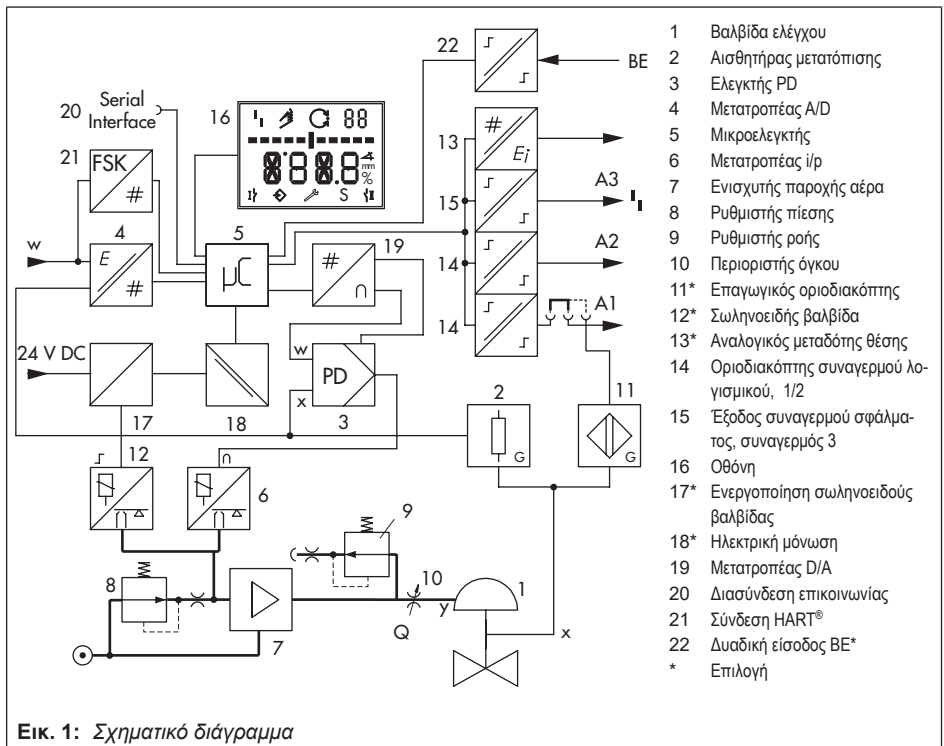 22
BE
20 Serial
Interface
16
88
8.8.8
mm
%
S
21
FSK
#
13
#
Ei
15
A3
w
4
E
#
5
µC
19
#
∩
14
A2
14
A1
24 V DC
w
PD
x
3
2
G
11
G
17
18
12
∩
6
8
7
9
10
Q
y
1
x
1 Βαλβίδα ελέγχου
2 Αισθητήρας μετατόπισης
3 Ελεγκτής PD
4 Μετατροπέας A/D
5 Μικροελεγκτής
6 Μετατροπέας i/p
7 Ενισχυτής παροχής αέρα
8 Ρυθμιστής πίεσης
9 Ρυθμιστής ροής
10 Περιοριστής όγκου
11* Επαγωγικός οριοδιακόπτης
12* Σωληνοειδής βαλβίδα
13* Αναλογικός μεταδότης θέσης
14 Οριοδιακόπτης συναγερμού λο-
γισμικού, 1/2
15 Έξοδος συναγερμού σφάλμα-
τος, συναγερμός 3
16 Οθόνη
17* Ενεργοποίηση σωληνοειδούς
βαλβίδας
18* Ηλεκτρική μόνωση
19 Μετατροπέας D/A
20 Διασύνδεση επικοινωνίας
21 Σύνδεση HART®
22 Δυαδική είσοδος BE*
* Επιλογή
Εικ. 1: Σχηματικό διάγραμμα